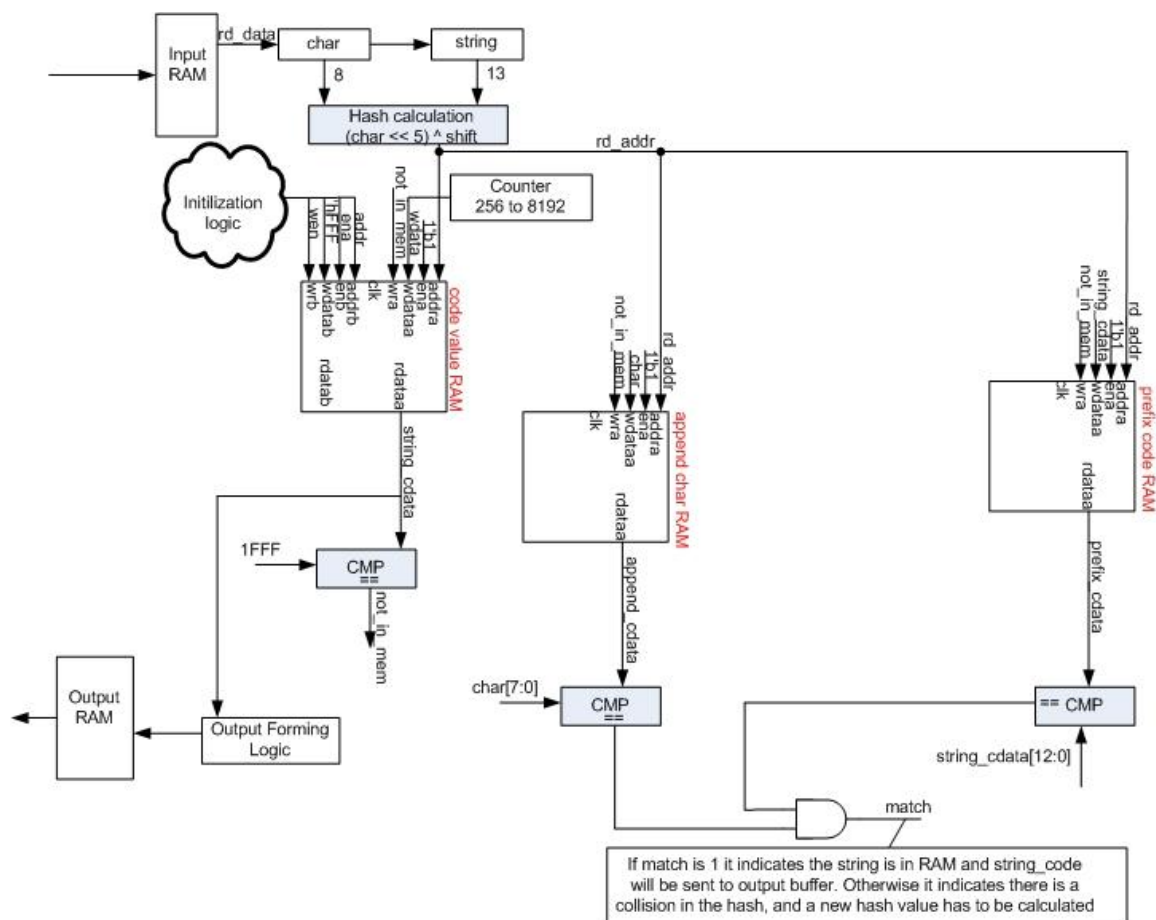 rd_data
Input
RAM
char
string
8
13
Hash calculation
(char << 5) ^ shift
rd_addr
Initilization
logic
wen
'hFFF
ena
addr
not_in_mem
wdata
1'b1
Counter
256 to 8192
wrb
wdatab
enb
addrb
clk
wra
wdataa
ena
addra
rdatab
rdataa
code value RAM
string_cdata
1FFF
CMP
==
not_in_mem
not_in_mem
char
1'b1
rd_addr
clk
wra
wdataa
ena
addra
rdataa
append char RAM
append_cdata
char[7:0]
CMP
==
not_in_mem
string_cdata
1'b1
rd_addr
clk
wra
wdataa
ena
addra
rdataa
prefix code RAM
prefix_cdata
== CMP
string_cdata[12:0]
Output
RAM
Output Forming
Logic
match
If match is 1 it indicates the string is in RAM and string_code
will be sent to output buffer. Otherwise it indicates there is a
collision in the hash, and a new hash value has to be calculated